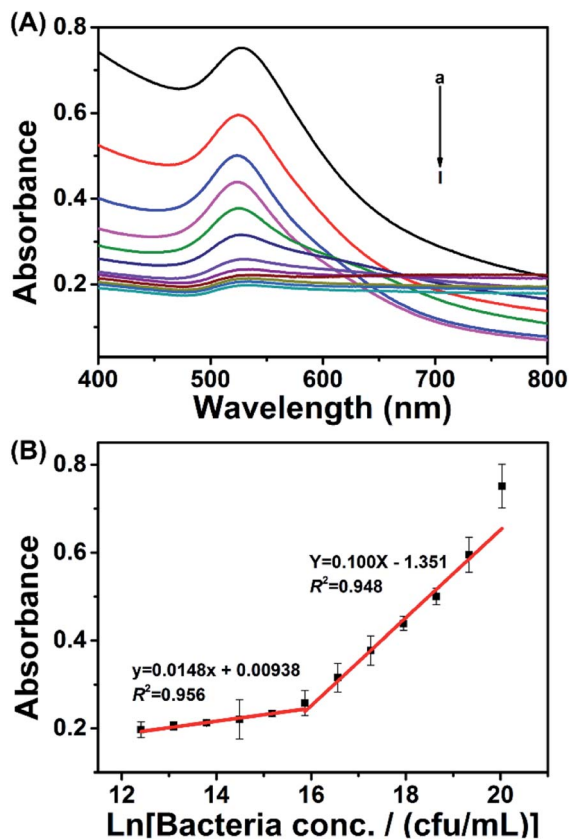 (A)
0.8
0.6
0.4
0.2
Absorbance
a
l
400 500 600 700 800
Wavelength (nm)
(B)
0.8
0.6
0.4
0.2
Absorbance
Y=0.100X - 1.351
R²=0.948
y=0.0148x + 0.00938
R²=0.956
12 14 16 18 20
Ln[Bacteria conc. / (cfu/mL)]